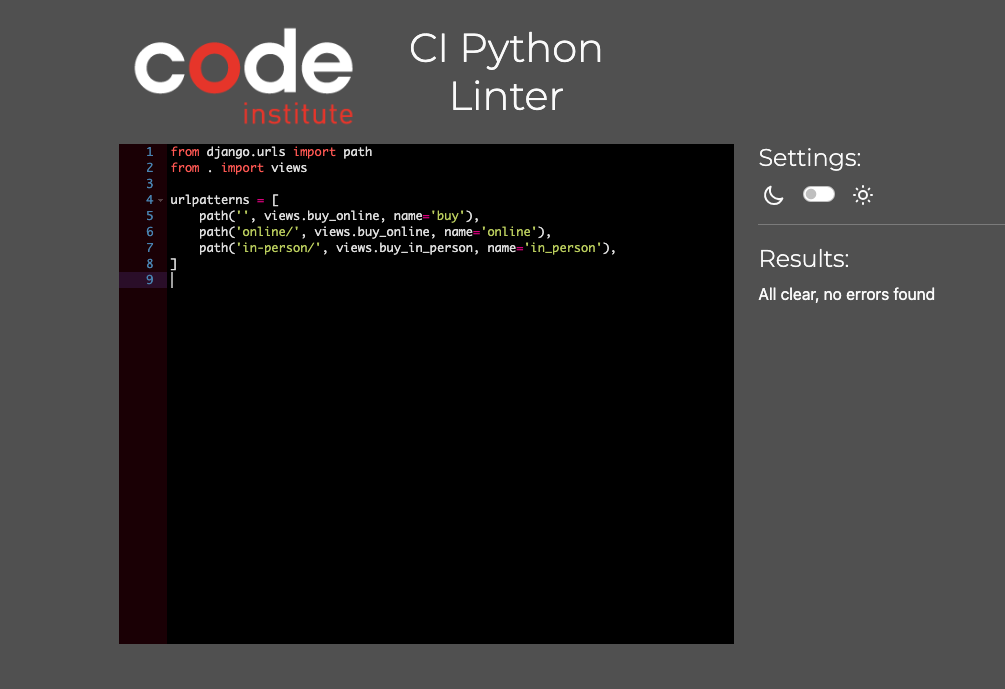 code
institute
CI Python
Linter
1 from django.urls import path
2 from . import views
3
4 urlpatterns = [
5     path('', views.buy_online, name='buy'),
6     path('online/', views.buy_online, name='online'),
7     path('in-person/', views.buy_in_person, name='in_person'),
8 ]
9
Settings:
Results:
All clear, no errors found